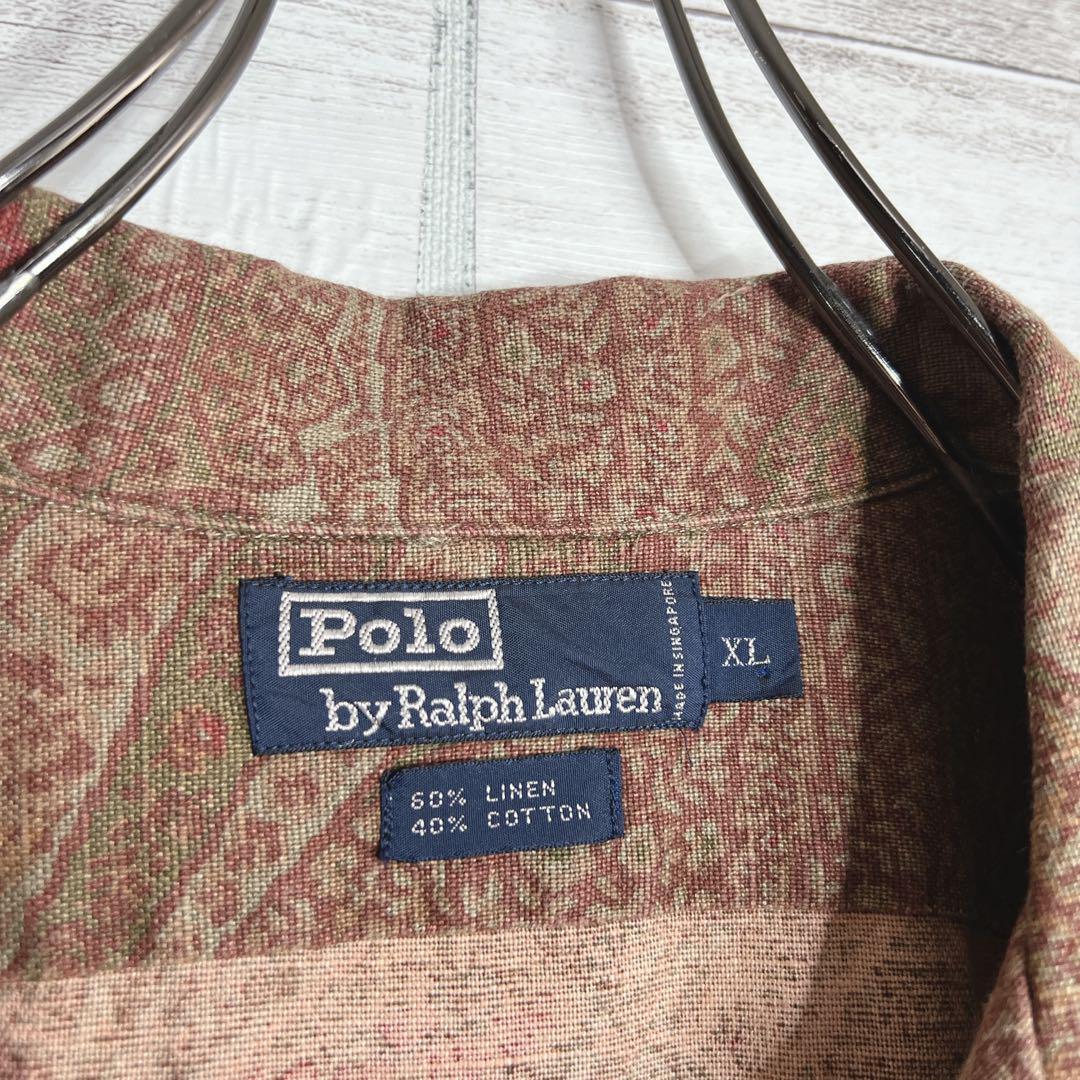 Polo
by Ralph Lauren
MADE IN SINGAPORE
XL
60% LINEN
40% COTTON